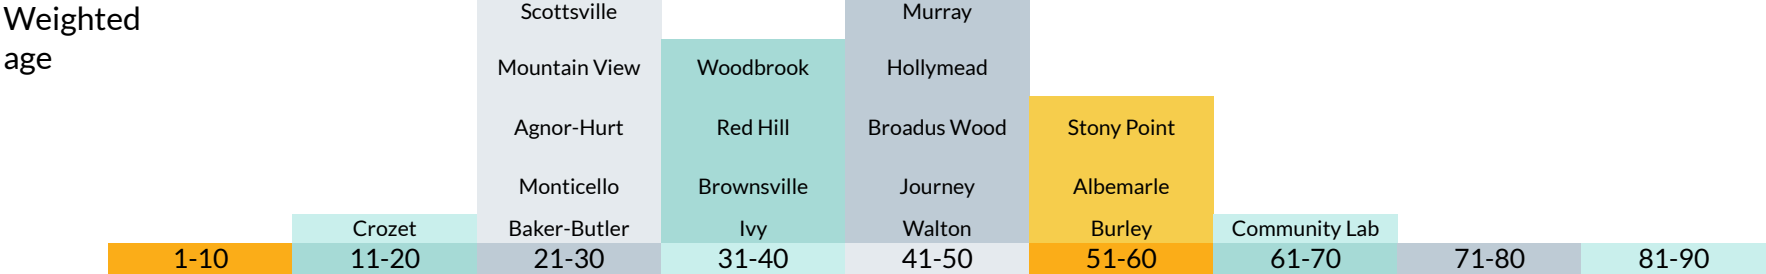 Weighted
age
Scottsville Murray
Mountain View Woodbrook Hollymead
Agnor-Hurt Red Hill Broadus Wood Stony Point
Monticello Brownsville Journey Albemarle
Crozet Baker-Butler Ivy Walton Burley Community Lab
1-10 11-20 21-30 31-40 41-50 51-60 61-70 71-80 81-90